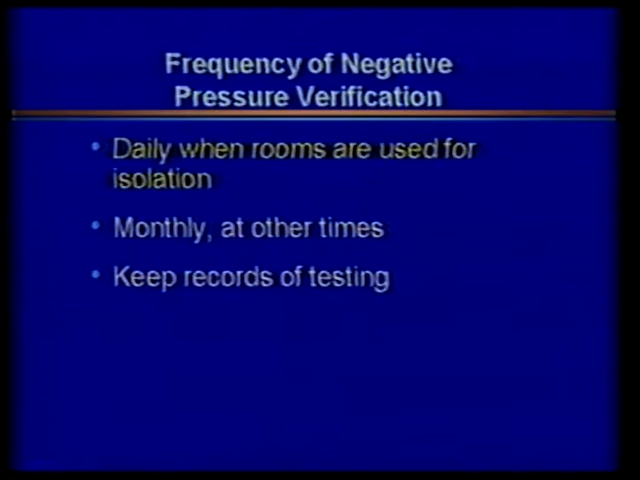 Frequency of Negative
Pressure Verification
• Daily when rooms are used for
isolation
• Monthly, at other times
• Keep records of testing